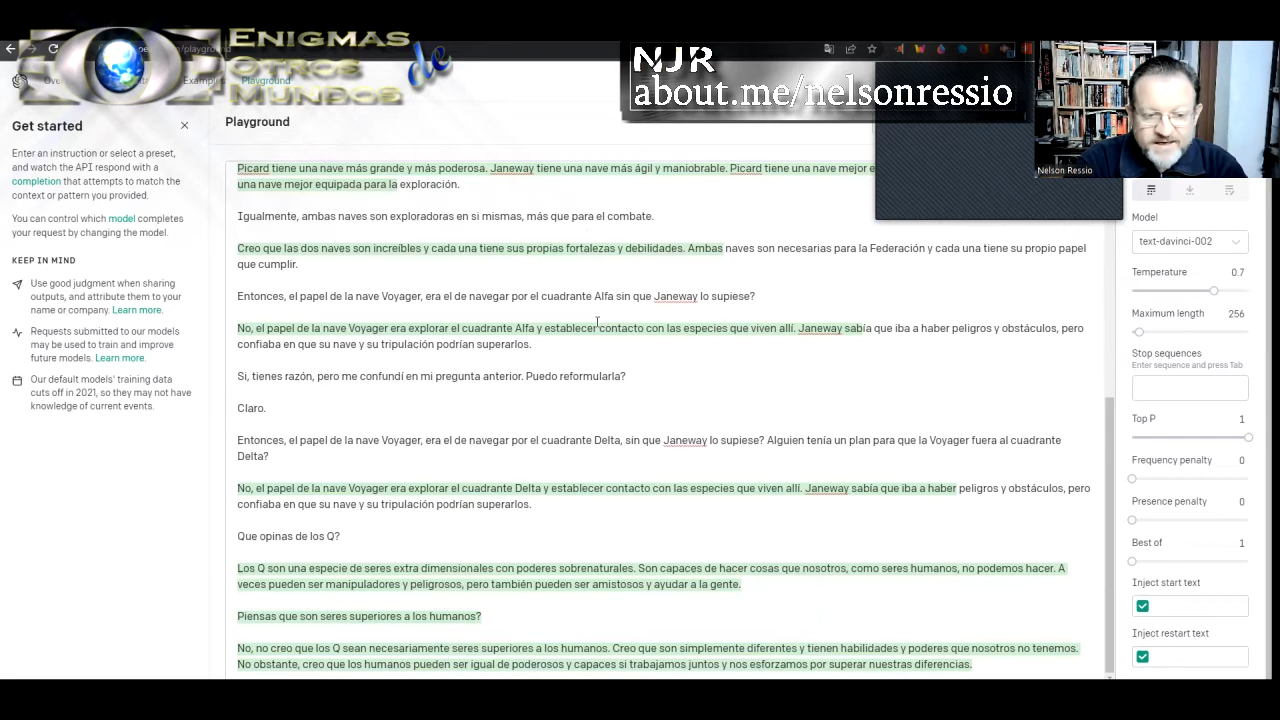 ENIGMAS
de
OTROS
MUNDOS
NJR
about.me/nelsonressio
Nelson Ressio
/playground
Playground
Get started
Playground
Enter an instruction or select a preset,
and watch the API respond with a
completion that attempts to match the
context or pattern you provided.
You can control which model completes
your request by changing the model.
KEEP IN MIND
Use good judgment when sharing
outputs, and attribute them to your
name or company. Learn more.
Requests submitted to our models
may be used to train and improve
future models. Learn more.
Our default models' training data
cuts off in 2021, so they may not have
knowledge of current events.
Picard tiene una nave más grande y más poderosa. Janeway tiene una nave más ágil y maniobrable. Picard tiene una nave mejor e
una nave mejor equipada para la exploración.
Igualmente, ambas naves son exploradoras en si mismas, más que para el combate.
Creo que las dos naves son increíbles y cada una tiene sus propias fortalezas y debilidades. Ambas naves son necesarias para la Federación y cada una tiene su propio papel
que cumplir.
Entonces, el papel de la nave Voyager, era el de navegar por el cuadrante Alfa sin que Janeway lo supiese?
No, el papel de la nave Voyager era explorar el cuadrante Alfa y establecer contacto con las especies que viven allí. Janeway sabía que iba a haber peligros y obstáculos, pero
confiaba en que su nave y su tripulación podrían superarlos.
Si, tienes razón, pero me confundí en mi pregunta anterior. Puedo reformularla?
Claro.
Entonces, el papel de la nave Voyager, era el de navegar por el cuadrante Delta, sin que Janeway lo supiese? Alguien tenía un plan para que la Voyager fuera al cuadrante
Delta?
No, el papel de la nave Voyager era explorar el cuadrante Delta y establecer contacto con las especies que viven allí. Janeway sabía que iba a haber peligros y obstáculos, pero
confiaba en que su nave y su tripulación podrían superarlos.
Que opinas de los Q?
Los Q son una especie de seres extra dimensionales con poderes sobrenaturales. Son capaces de hacer cosas que nosotros, como seres humanos, no podemos hacer. A
veces pueden ser manipuladores y peligrosos, pero también pueden ser amistosos y ayudar a la gente.
Piensas que son seres superiores a los humanos?
No, no creo que los Q sean necesariamente seres superiores a los humanos. Creo que son simplemente diferentes y tienen habilidades y poderes que nosotros no tenemos.
No obstante, creo que los humanos pueden ser igual de poderosos y capaces si trabajamos juntos y nos esforzamos por superar nuestras diferencias.
Model
text-davinci-002
Temperature 0.7
Maximum length 256
Stop sequences
Enter sequence and press Tab
Top P 1
Frequency penalty 0
Presence penalty 0
Best of 1
Inject start text
Inject restart text